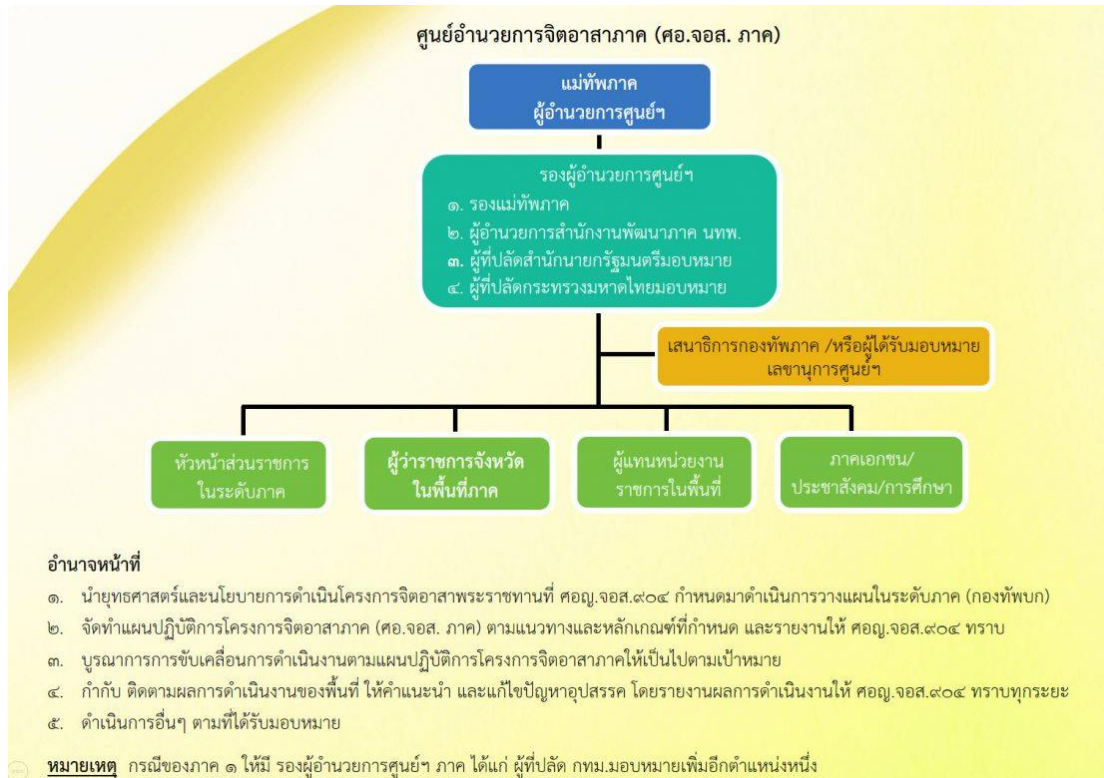 ศูนย์อำนวยการจิตอาสาภาค (ศอ.จอส. ภาค)
แม่ทัพภาค
ผู้อำนวยการศูนย์ฯ
รองผู้อำนวยการศูนย์ฯ
๑. รองแม่ทัพภาค
๒. ผู้อำนวยการสำนักงานพัฒนาภาค นทพ.
๓. ผู้ที่ปลัดสำนักนายกรัฐมนตรีมอบหมาย
๔. ผู้ที่ปลัดกระทรวงมหาดไทยมอบหมาย
เสนาธิการกองทัพภาค /หรือผู้ได้รับมอบหมาย
เลขานุการศูนย์ฯ
หัวหน้าส่วนราชการ
ในระดับภาค
ผู้ว่าราชการจังหวัด
ในพื้นที่ภาค
ผู้แทนหน่วยงาน
ราชการในพื้นที่
ภาคเอกชน/
ประชาสังคม/การศึกษา
อำนาจหน้าที่
๑. นำยุทธศาสตร์และนโยบายการดำเนินโครงการจิตอาสาพระราชทานที่ ศอญ.จอส.๙๐๔ กำหนดมาดำเนินการวางแผนในระดับภาค (กองทัพบก)
๒. จัดทำแผนปฏิบัติการโครงการจิตอาสาภาค (ศอ.จอส. ภาค) ตามแนวทางและหลักเกณฑ์ที่กำหนด และรายงานให้ ศอญ.จอส.๙๐๔ ทราบ
๓. บูรณาการการขับเคลื่อนการดำเนินงานตามแผนปฏิบัติการโครงการจิตอาสาภาคให้เป็นไปตามเป้าหมาย
๔. กำกับ ติดตามผลการดำเนินงานของพื้นที่ ให้คำแนะนำ และแก้ไขปัญหาอุปสรรค โดยรายงานผลการดำเนินงานให้ ศอญ.จอส.๙๐๔ ทราบทุกระยะ
๕. ดำเนินการอื่นๆ ตามที่ได้รับมอบหมาย
หมายเหตุ กรณีของภาค ๑ ให้มี รองผู้อำนวยการศูนย์ฯ ภาค ได้แก่ ผู้ที่ปลัด กทม.มอบหมายเพิ่มอีกตำแหน่งหนึ่ง